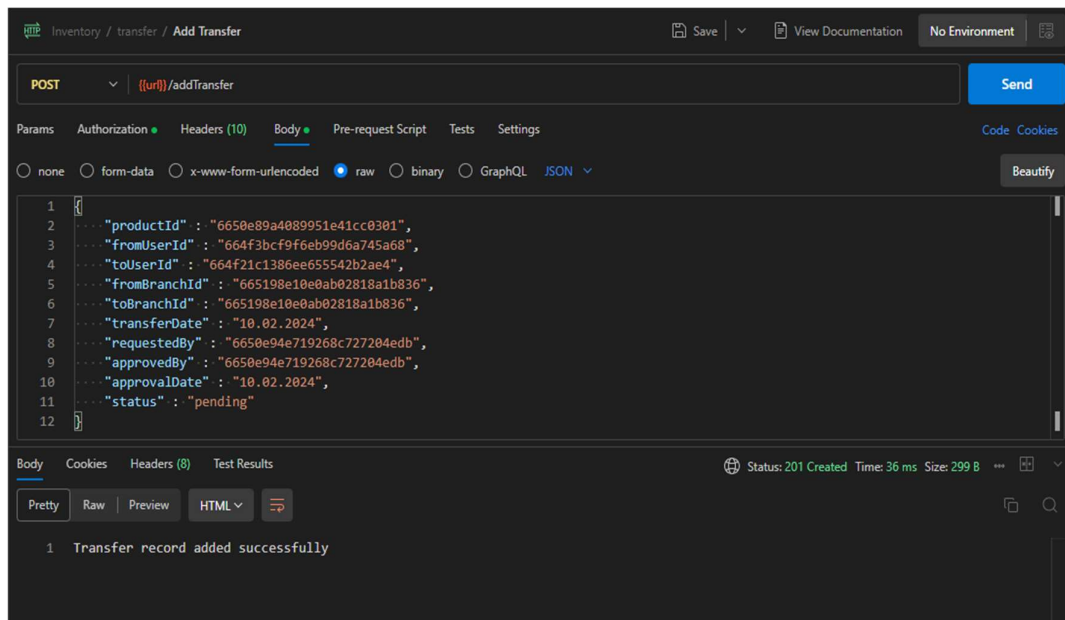 HTTP Inventory / transfer / Add Transfer Save View Documentation No Environment
POST {{url}}/addTransfer Send
Params Authorization Headers (10) Body Pre-request Script Tests Settings Code Cookies
none form-data x-www-form-urlencoded raw binary GraphQL JSON Beautify
1 {
2 "productId" : "6650e89a4089951e41cc0301",
3 "fromUserId" : "664f3bcf9f6eb99d6a745a68",
4 "toUserId" : "664f21c1386ee655542b2ae4",
5 "fromBranchId" : "665198e10e0ab02818a1b836",
6 "toBranchId" : "665198e10e0ab02818a1b836",
7 "transferDate" : "10.02.2024",
8 "requestedBy" : "6650e94e719268c727204edb",
9 "approvedBy" : "6650e94e719268c727204edb",
10 "approvalDate" : "10.02.2024",
11 "status" : "pending"
12 }
Body Cookies Headers (8) Test Results Status: 201 Created Time: 36 ms Size: 299 B
Pretty Raw Preview HTML
1 Transfer record added successfully